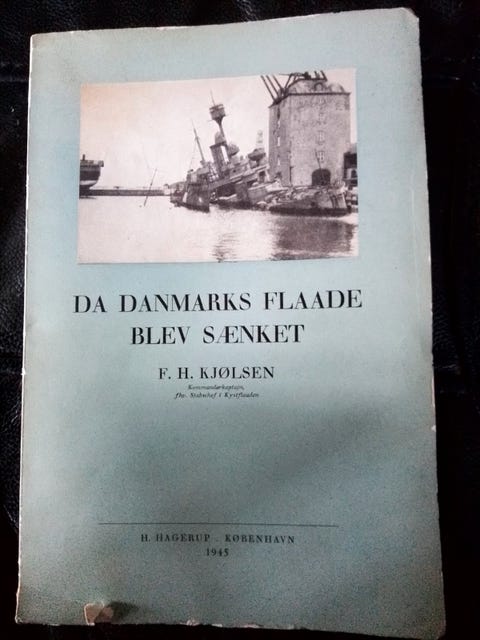 DA DANMARKS FLAADE
BLEV SÆNKET
F. H. KJØLSEN
Kommandørkaptajn,
fhv. Stabschef i Kystflaaden
H. HAGERUP . KØBENHAVN
1945